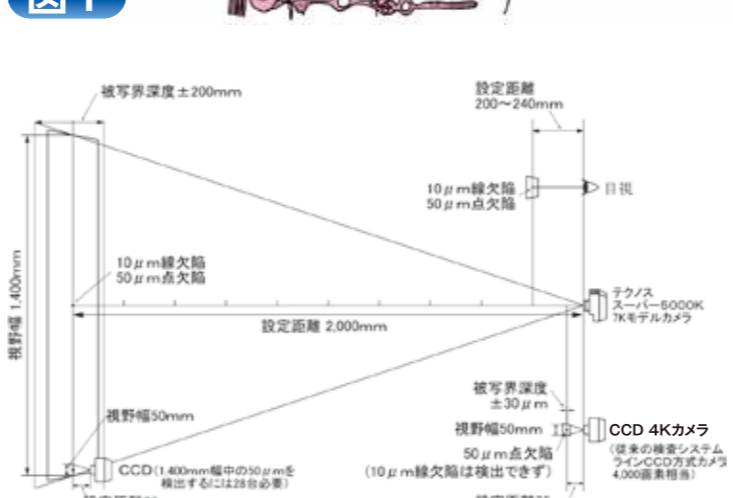 図1
被写界深度±200mm
設定距離
200〜240mm
10μm線欠陥
50μm点欠陥
目視
10μm線欠陥
50μm点欠陥
視野幅 1,400mm
設定距離 2,000mm
テクノス
スーパー5000K
7Kモデルカメラ
被写界深度
±30μm
視野幅50mm
視野幅50mm
CCD 4Kカメラ
50μm点欠陥
(10μm線欠陥は検出できず)
(従来の検査システム
ラインCCD方式カメラ
4,000画素相当)
CCD(1,400mm幅中の50μmを
検出するには28台必要)